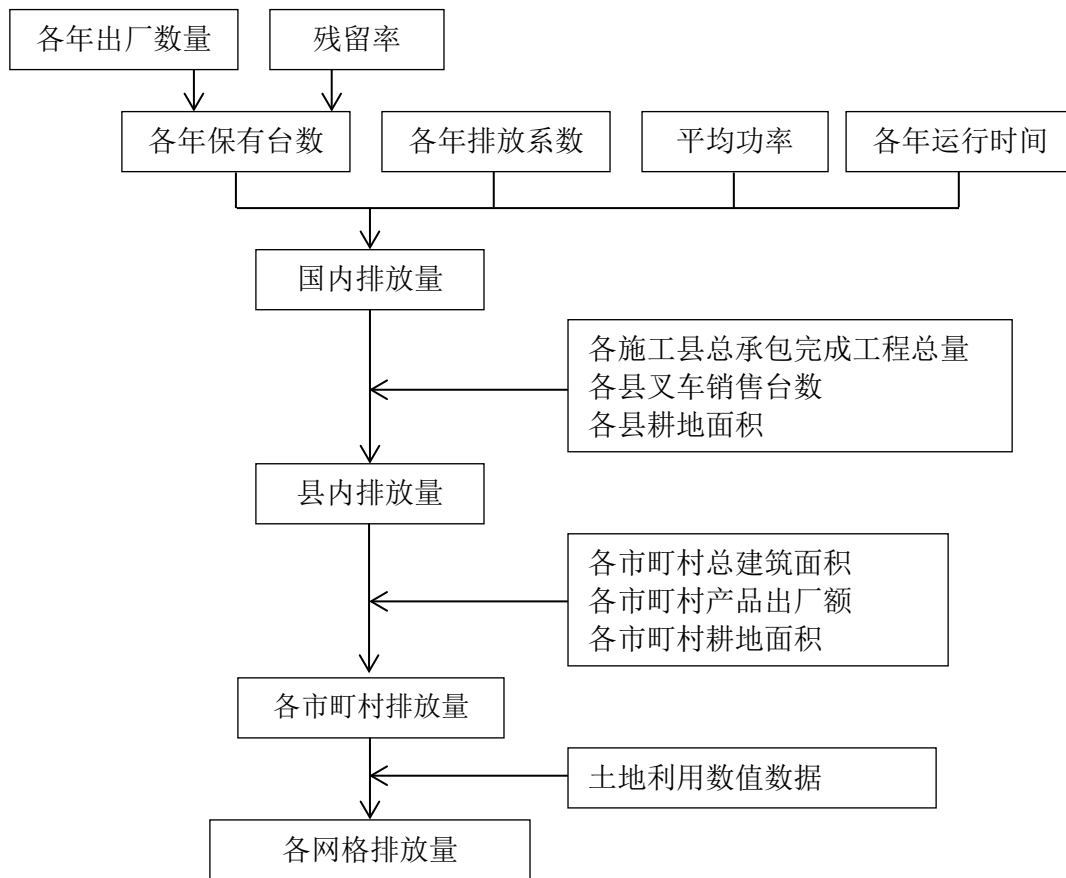 各年出厂数量
残留率
各年保有台数
各年排放系数
平均功率
各年运行时间
国内排放量
各施工县总承包完成工程总量
各县叉车销售台数
各县耕地面积
县内排放量
各市町村总建筑面积
各市町村产品出厂额
各市町村耕地面积
各市町村排放量
土地利用数值数据
各网格排放量